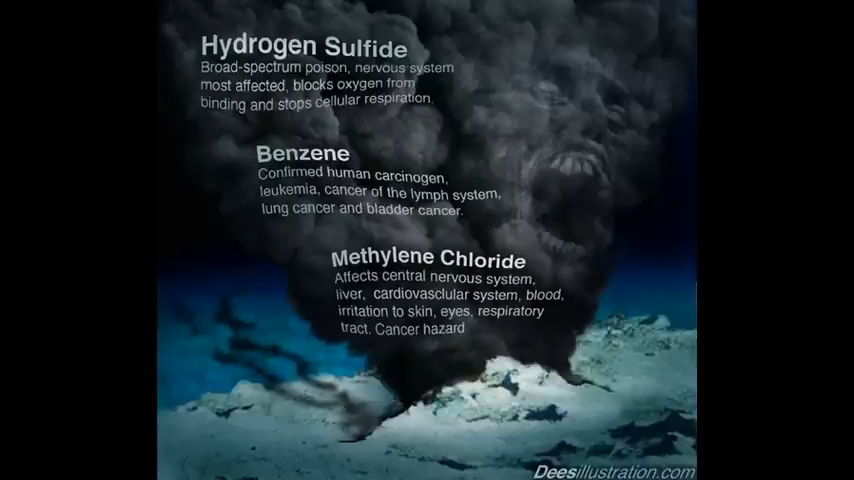 Hydrogen Sulfide
Broad-spectrum poison, nervous system
most affected, blocks oxygen from
binding and stops cellular respiration.
Benzene
Confirmed human carcinogen,
leukemia, cancer of the lymph system,
lung cancer and bladder cancer.
Methylene Chloride
Affects central nervous system,
liver, cardiovasclular system, blood,
irritation to skin, eyes, respiratory
tract. Cancer hazard
Deesillustration.com